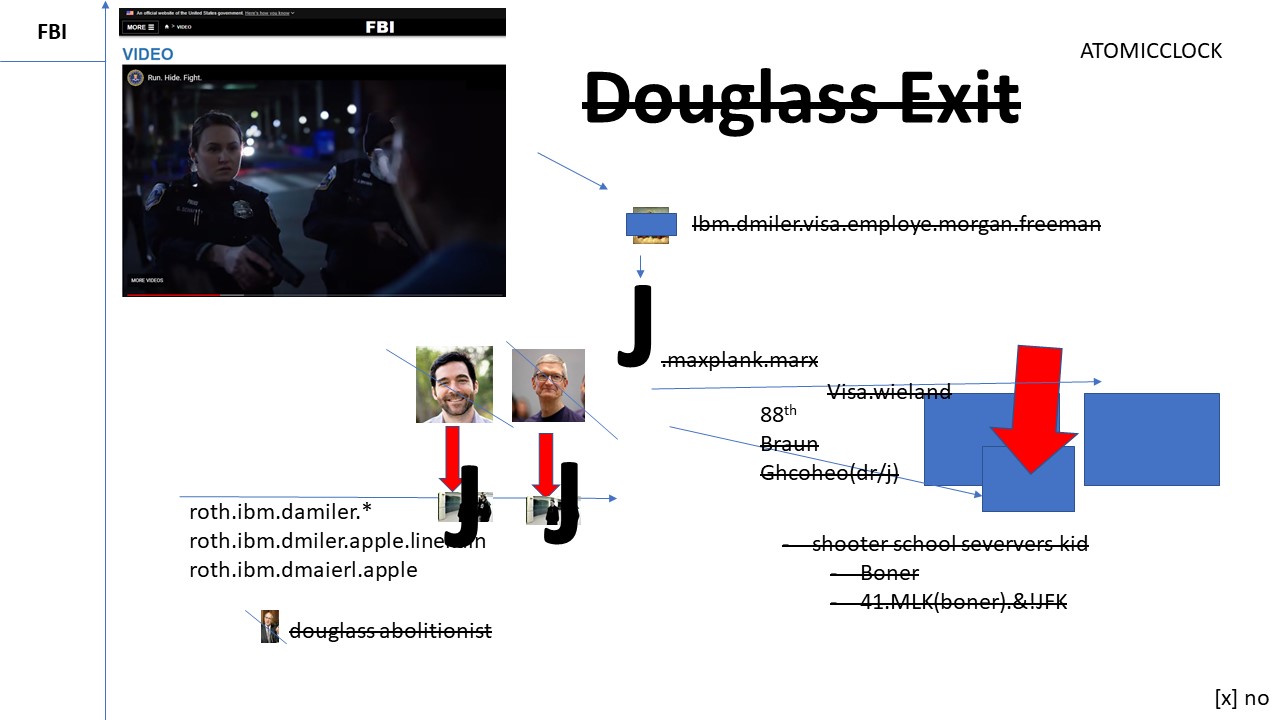 FBI
An official website of the United States government. Here's how you know
MORE
VIDEO
FBI
VIDEO
Run. Hide. Fight.
MORE VIDEOS
ATOMICCLOCK
Douglass Exit
Ibm.dmiler.visa.employe.morgan.freeman
J
.maxplank.marx
Visa.wieland
88th
Braun
Ghcoheo(dr/j)
J
J
roth.ibm.damiler.*
roth.ibm.dmiler.apple.line
roth.ibm.dmaierl.apple
- shooter school seververs kid
- Boner
- 41.MLK(boner).&!JFK
douglass abolitionist
[x] no